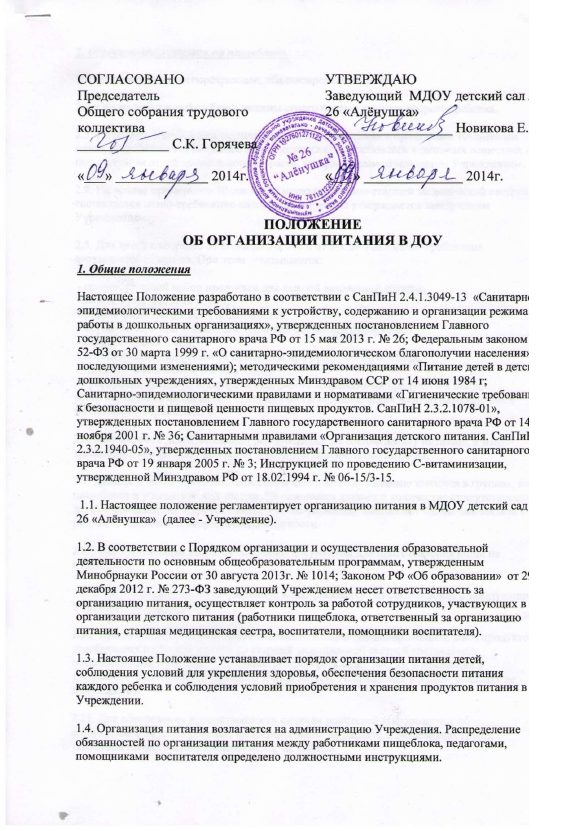 СОГЛАСОВАНО
Председатель
Общего собрания трудового
коллектива
С.К. Горячева
«09» января 2014г.
УТВЕРЖДАЮ
Заведующий МДОУ детский сад
26 «Алёнушка»
Новикова Е.
«09» января 2014г.
№ 26
"Алёнушка"
ПОЛОЖЕНИЕ
ОБ ОРГАНИЗАЦИИ ПИТАНИЯ В ДОУ
1. Общие положения
Настоящее Положение разработано в соответствии с СанПиН 2.4.1.3049-13 «Санитарно
эпидемиологическими требованиями к устройству, содержанию и организации режима
работы в дошкольных организациях», утвержденных постановлением Главного
государственного санитарного врача РФ от 15 мая 2013 г. № 26; Федеральным законом
52-ФЗ от 30 марта 1999 г. «О санитарно-эпидемиологическом благополучии населения»
последующими изменениями); методическими рекомендациями «Питание детей в детс
дошкольных учреждениях, утвержденных Минздравом ССР от 14 июня 1984 г;
Санитарно-эпидемиологическими правилами и нормативами «Гигиенические требован
к безопасности и пищевой ценности пищевых продуктов. СанПиН 2.3.2.1078-01»,
утвержденных постановлением Главного государственного санитарного врача РФ от 14
ноября 2001 г. № 36; Санитарными правилами «Организация детского питания. СанПиН
2.3.2.1940-05», утвержденных постановлением Главного государственного санитарного
врача РФ от 19 января 2005 г. № 3; Инструкцией по проведению С-витаминизации,
утвержденной Минздравом РФ от 18.02.1994 г. № 06-15/3-15.
1.1. Настоящее положение регламентирует организацию питания в МДОУ детский сад
26 «Алёнушка» (далее - Учреждение).
1.2. В соответствии с Порядком организации и осуществления образовательной
деятельности по основным общеобразовательным программам, утвержденным
Минобрнауки России от 30 августа 2013г. № 1014; Законом РФ «Об образовании» от 29
декабря 2012 г. № 273-ФЗ заведующий Учреждением несет ответственность за
организацию питания, осуществляет контроль за работой сотрудников, участвующих в
организации детского питания (работники пищеблока, ответственный за организацию
питания, старшая медицинская сестра, воспитатели, помощники воспитателя).
1.3. Настоящее Положение устанавливает порядок организации питания детей,
соблюдения условий для укрепления здоровья, обеспечения безопасности питания
каждого ребенка и соблюдения условий приобретения и хранения продуктов питания в
Учреждении.
1.4. Организация питания возлагается на администрацию Учреждения. Распределение
обязанностей по организации питания между работниками пищеблока, педагогами,
помощниками воспитателя определено должностными инструкциями.